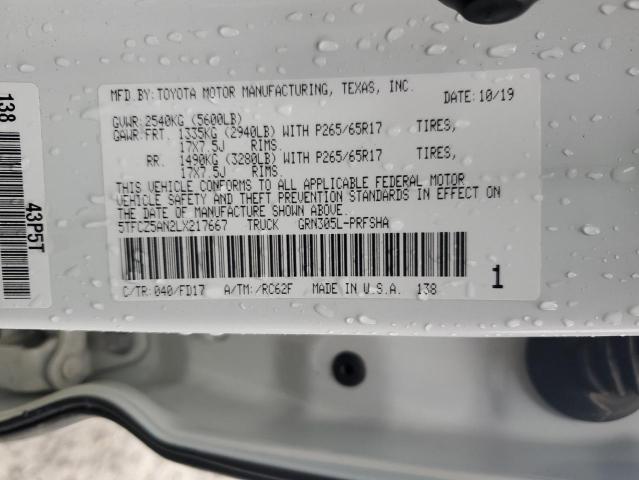 MFD.BY:TOYOTA MOTOR MANUFACTURING, TEXAS, INC. DATE:10/19
GVWR:2540KG (5600LB)
GAWR:FRT. 1335KG (2940LB) WITH P265/65R17 TIRES,
17X7.5J RIMS.
RR. 1490KG (3280LB) WITH P265/65R17 TIRES,
17X7.5J RIMS.
THIS VEHICLE CONFORMS TO ALL APPLICABLE FEDERAL MOTOR
VEHICLE SAFETY AND THEFT PREVENTION STANDARDS IN EFFECT ON
THE DATE OF MANUFACTURE SHOWN ABOVE.
5TFCZ5AN2LX217667 TRUCK GRN305L-PRFSHA
1
C/TR:040/FD17 A/TM:/RC62F MADE IN U.S.A. 138
138
43P5T